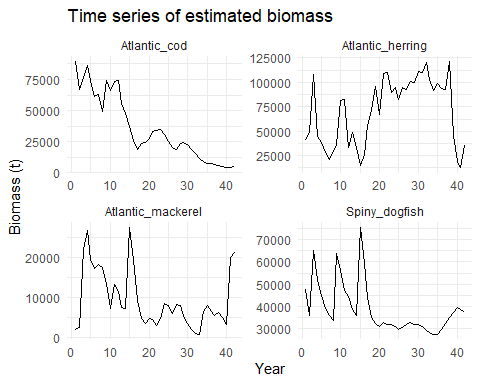 Time series of estimated biomass
Atlantic_cod
Atlantic_herring
75000
50000
25000
0
0 10 20 30 40
125000
100000
75000
50000
25000
0 10 20 30 40
Atlantic_mackerel
Spiny_dogfish
20000
10000
0
0 10 20 30 40
70000
60000
50000
40000
30000
0 10 20 30 40
Biomass (t)
Year